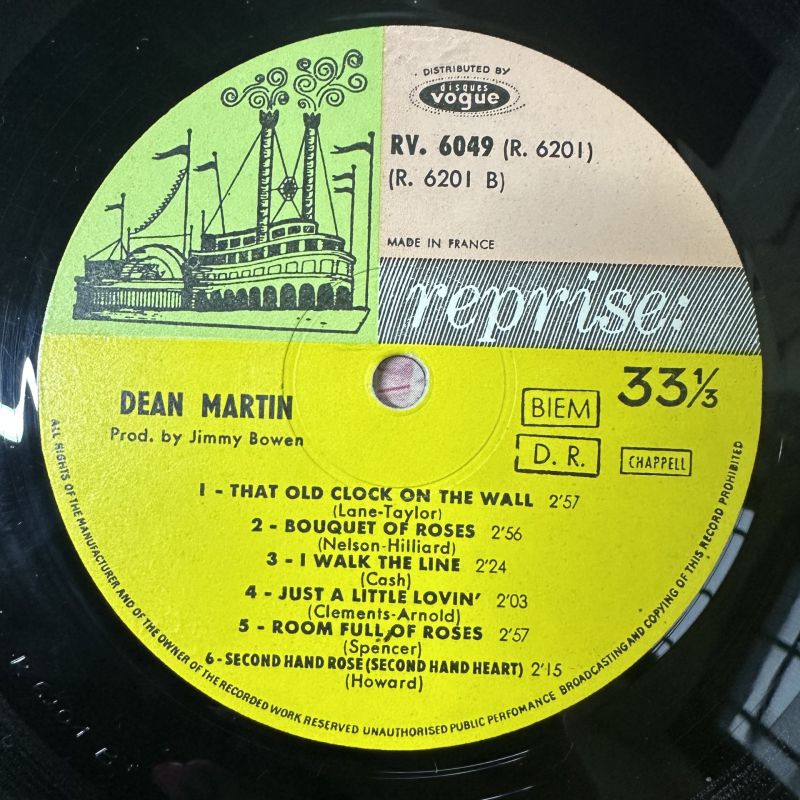 DISTRIBUTED BY
disques
vogue
RV. 6049 (R. 6201)
(R. 6201 B)
MADE IN FRANCE
reprise:
DEAN MARTIN
Prod. by Jimmy Bowen
BIEM
33⅓
D. R.
CHAPPELL
1 - THAT OLD CLOCK ON THE WALL 2'57
(Lane-Taylor)
2 - BOUQUET OF ROSES 2'56
(Nelson-Hilliard)
3 - I WALK THE LINE 2'24
(Cash)
4 - JUST A LITTLE LOVIN' 2'03
(Clements-Arnold)
5 - ROOM FULL OF ROSES 2'57
(Spencer)
6 - SECOND HAND ROSE (SECOND HAND HEART) 2'15
(Howard)
ALL RIGHTS OF THE MANUFACTURER AND OF THE OWNER OF THE RECORDED WORK RESERVED UNAUTHORISED PUBLIC PERFOMANCE BROADCASTING AND COPYING OF THIS RECORD PROHIBITED